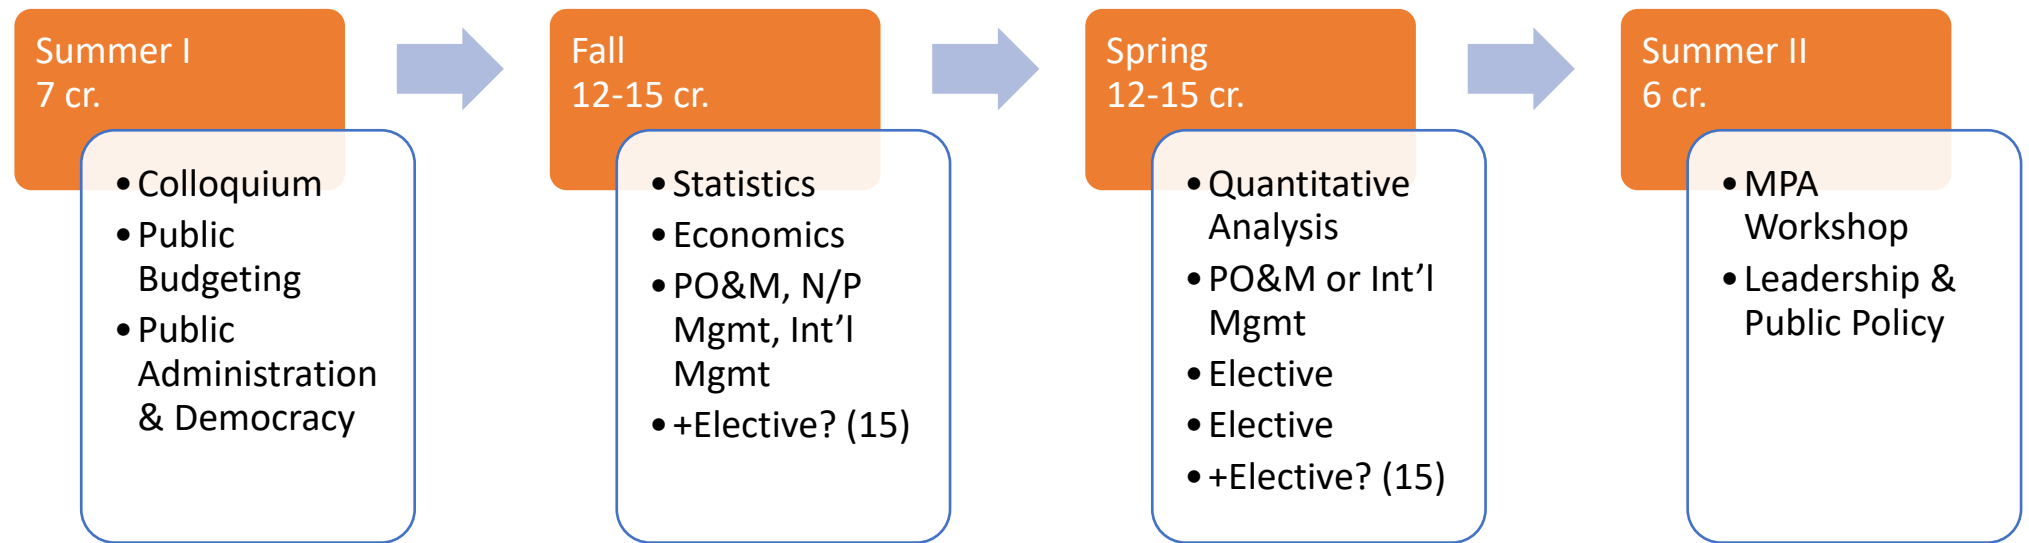 Summer I
7 cr.
• Colloquium
• Public
Budgeting
• Public
Administration
& Democracy
Fall
12-15 cr.
• Statistics
• Economics
• PO&M, N/P
Mgmt, Int’l
Mgmt
• +Elective? (15)
Spring
12-15 cr.
• Quantitative
Analysis
• PO&M or Int’l
Mgmt
• Elective
• Elective
• +Elective? (15)
Summer II
6 cr.
• MPA
Workshop
• Leadership &
Public Policy